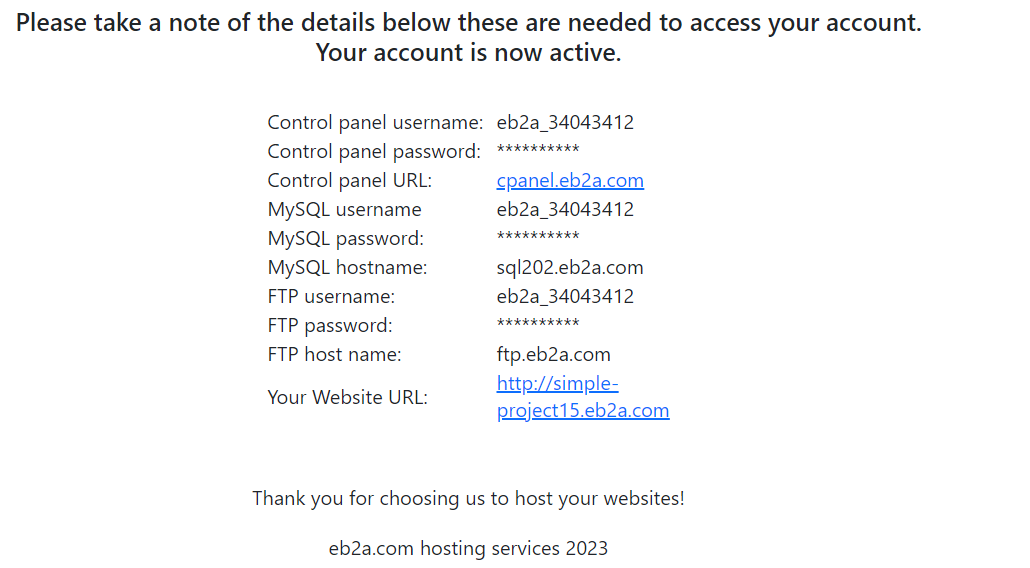 Please take a note of the details below these are needed to access your account.
Your account is now active.
Control panel username: eb2a_34043412
Control panel password: **********
Control panel URL: cpanel.eb2a.com
MySQL username eb2a_34043412
MySQL password: **********
MySQL hostname: sql202.eb2a.com
FTP username: eb2a_34043412
FTP password: **********
FTP host name: ftp.eb2a.com
Your Website URL: http://simple-
project15.eb2a.com
Thank you for choosing us to host your websites!
eb2a.com hosting services 2023